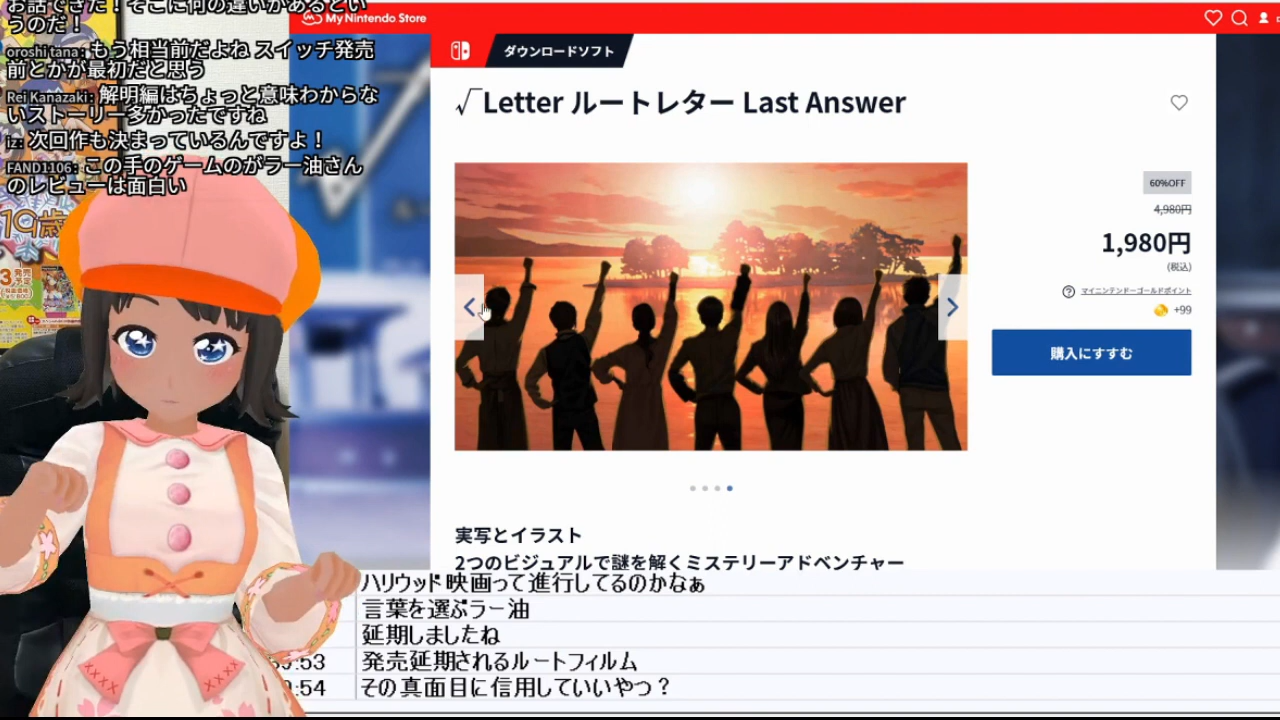 お話できた！そこに何の違いがあるとい
うのだ！
oroshi tana: もう相当前だよね スイッチ発売
前とかが最初だと思う
Rei Kanazaki: 解明編はちょっと意味わからな
いストーリー多かったですね
iz: 次回作も決まっているんですよ！
FAND1106: この手のゲームのがラー油さん
のレビューは面白い
19歳
My Nintendo Store
ダウンロードソフト
√Letter ルートレター Last Answer
60%OFF
4,980円
1,980円
(税込)
マイニンテンドーゴールドポイント
+99
購入にすすむ
実写とイラスト
2つのビジュアルで謎を解くミステリーアドベンチャー
ハリウッド映画って進行してるのかなぁ
言葉を選ぶラー油
延期しましたね
:53 発売延期されるルートフィルム
:54 その真面目に信用していいやつ？